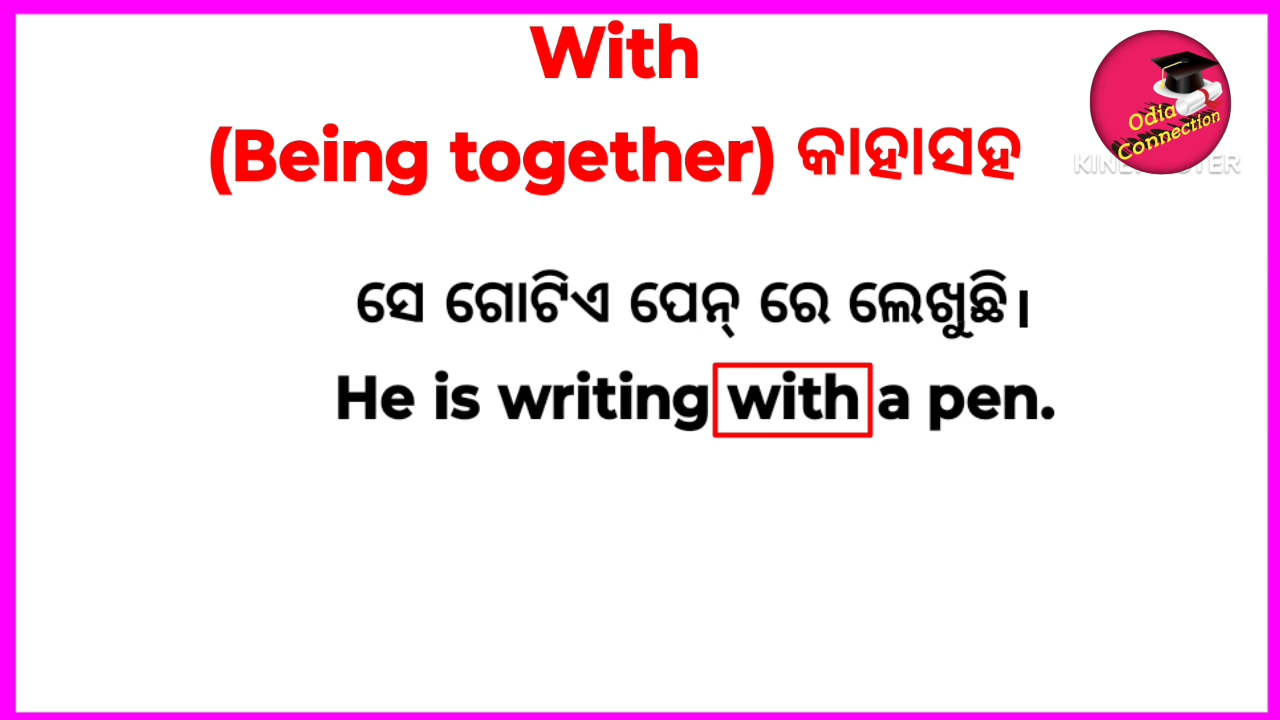 With
(Being together) କାହାସହ
Odia
Connection
ସେ ଗୋଟିଏ ପେନ୍ ରେ ଲେଖୁଛି।
He is writing with a pen.